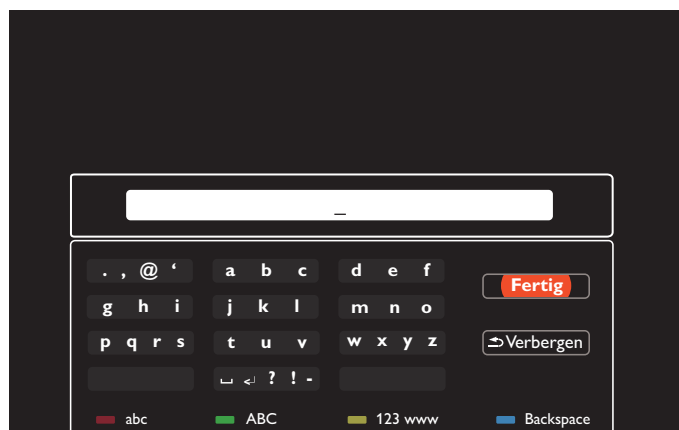 _
. , @ ‘ a b c d e f Fertig
g h i j k l m n o
p q r s t u v w x y z Verbergen
␣ ↵ ? ! -
abc ABC 123 www Backspace